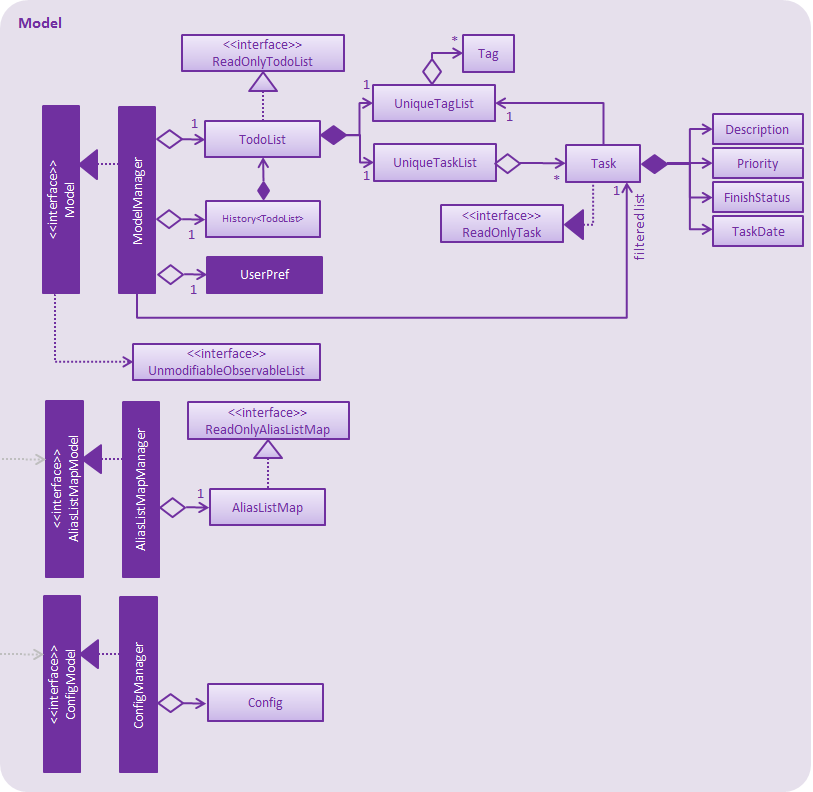 Model
<<interface>>
ReadOnlyTodoList
*
Tag
1
UniqueTagList
1
1
TodoList
Description
<<interface>>
Model
ModelManager
UniqueTaskList
1
Task
*
Priority
1
FinishStatus
History<TodoList>
1
<<interface>>
ReadOnlyTask
filtered list
TaskDate
UserPref
1
<<interface>>
UnmodifiableObservableList
<<interface>>
AliasListMapModel
AliasListMapManager
<<interface>>
ReadOnlyAliasListMap
1
AliasListMap
<<interface>>
ConfigModel
ConfigManager
Config